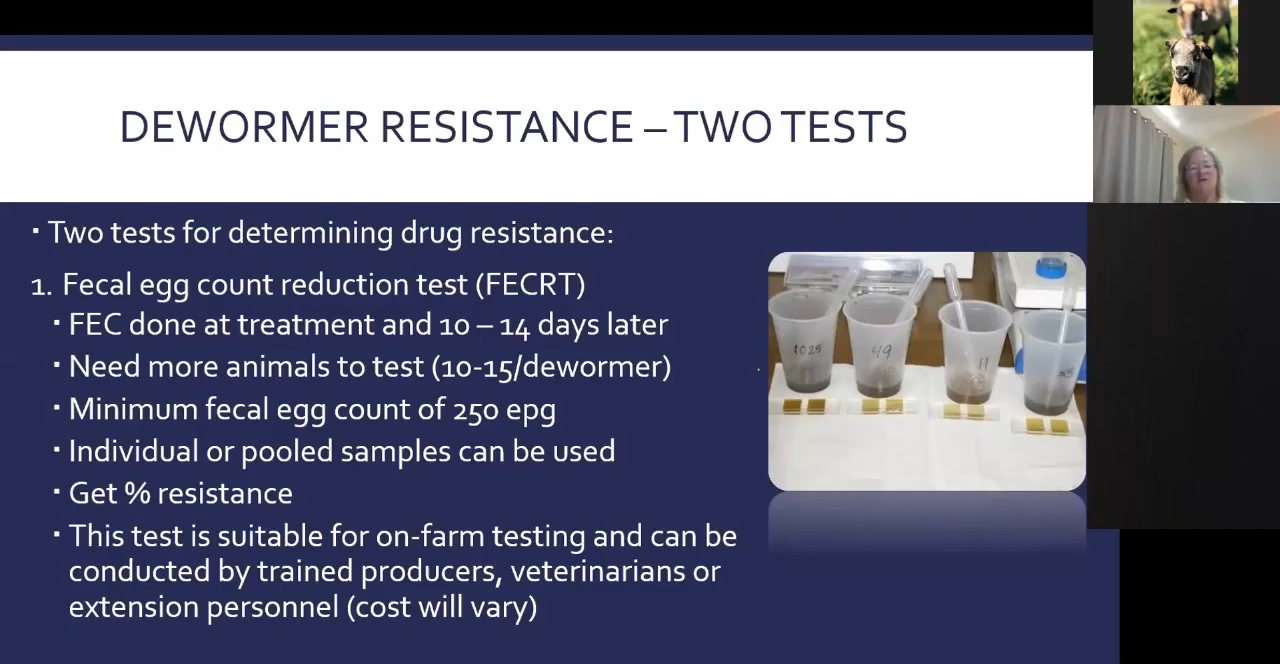 DEWORMER RESISTANCE – TWO TESTS
▪ Two tests for determining drug resistance:
1. Fecal egg count reduction test (FECRT)
▪ FEC done at treatment and 10 – 14 days later
▪ Need more animals to test (10-15/dewormer)
▪ Minimum fecal egg count of 250 epg
▪ Individual or pooled samples can be used
▪ Get % resistance
▪ This test is suitable for on-farm testing and can be
conducted by trained producers, veterinarians or
extension personnel (cost will vary)
1025
49
11